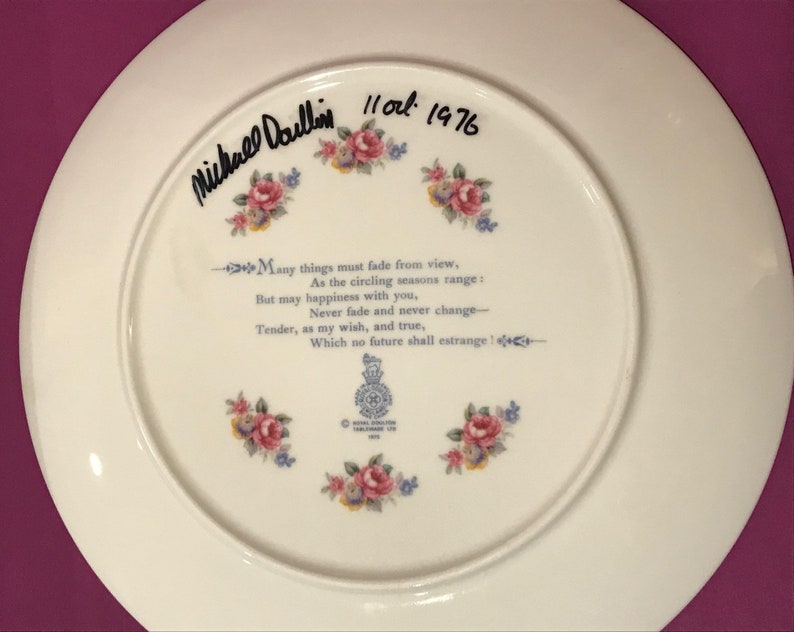 Michael Doulton 11 Oct. 1976
Many things must fade from view,
As the circling seasons range:
But may happiness with you,
Never fade and never change—
Tender, as my wish, and true,
Which no future shall estrange!
© ROYAL DOULTON
TABLEWARE LTD
1975